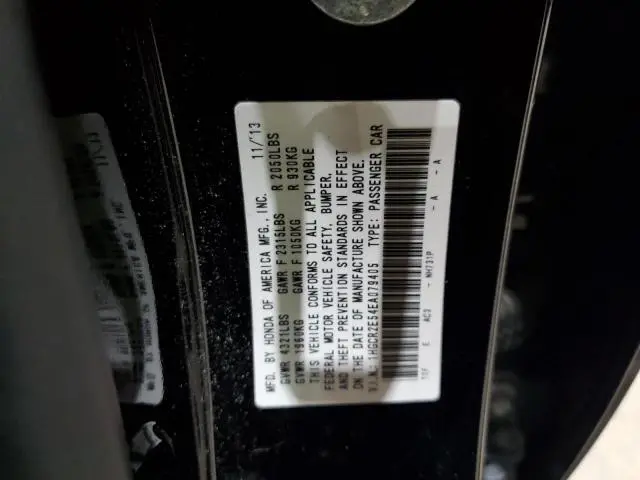 MFD. BY HONDA OF AMERICA MFG., INC. 11/'13
GVWR 4321LBS GAWR F 2315LBS R 2050LBS
GVWR 1960KG GAWR F 1050KG R 930KG
THIS VEHICLE CONFORMS TO ALL APPLICABLE
FEDERAL MOTOR VEHICLE SAFETY, BUMPER,
AND THEFT PREVENTION STANDARDS IN EFFECT
ON THE DATE OF MANUFACTURE SHOWN ABOVE.
V.I.N.: 1HGCR2E54EA079405 TYPE: PASSENGER CAR
E AC3 - NH731P - A - A